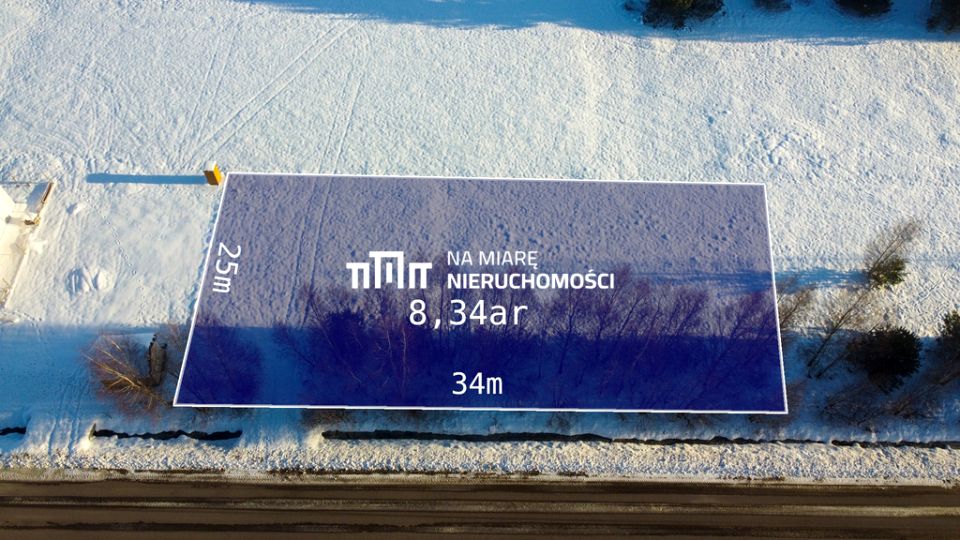 25m
NA MIARĘ
NIERUCHOMOŚCI
8,34ar
34m